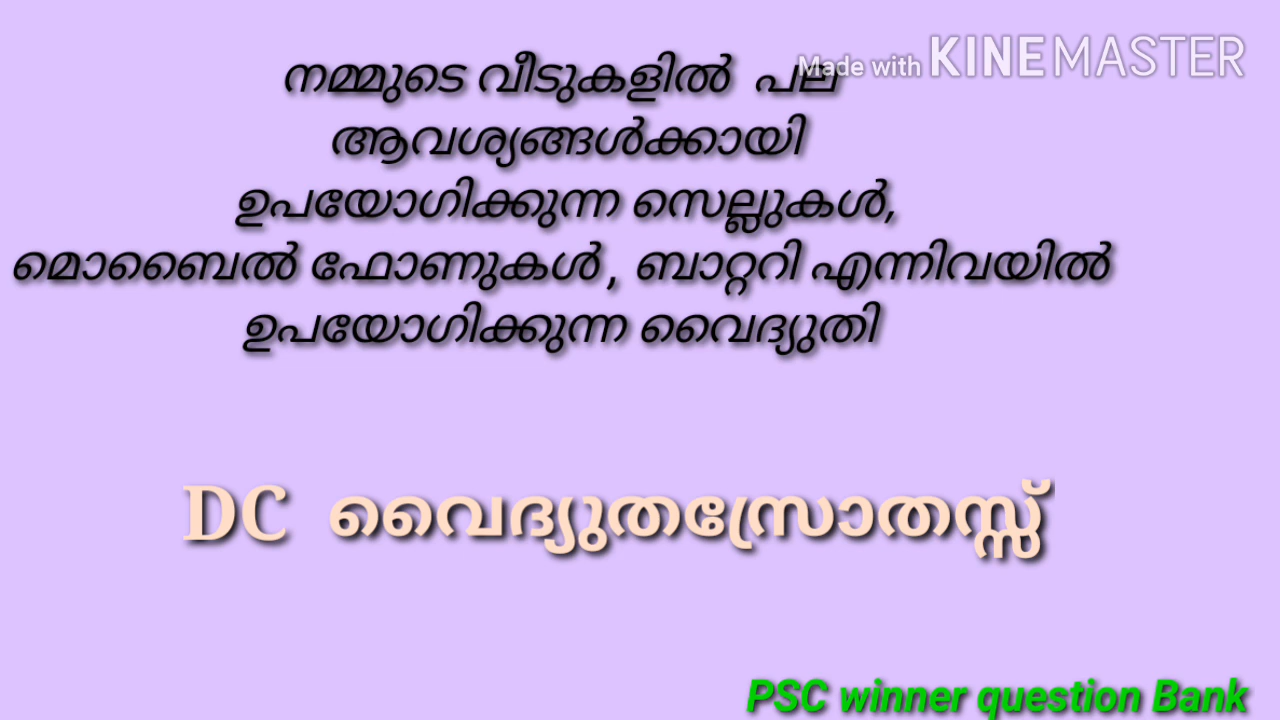 Made with KINEMASTER
നമ്മുടെ വീടുകളിൽ പല
ആവശ്യങ്ങൾക്കായി
ഉപയോഗിക്കുന്ന സെല്ലുകൾ,
മൊബൈൽ ഫോണുകൾ , ബാറ്ററി എന്നിവയിൽ
ഉപയോഗിക്കുന്ന വൈദ്യുതി
DC വൈദ്യുതസ്രോതസ്സ്
PSC winner question Bank